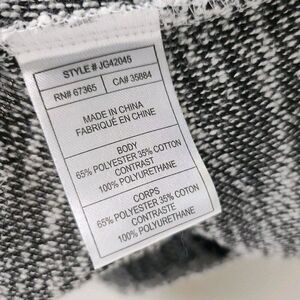 STYLE # JG42045
RN# 67365 CA# 35884
MADE IN CHINA
FABRIQUÉ EN CHINE
BODY
65% POLYESTER 35% COTTON
CONTRAST
100% POLYURETHANE
CORPS
65% POLYESTER 35% COTTON
CONTRASTE
100% POLYURETHANE